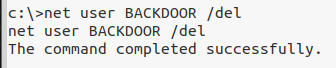 c:\>net user BACKDOOR /del
net user BACKDOOR /del
The command completed successfully.